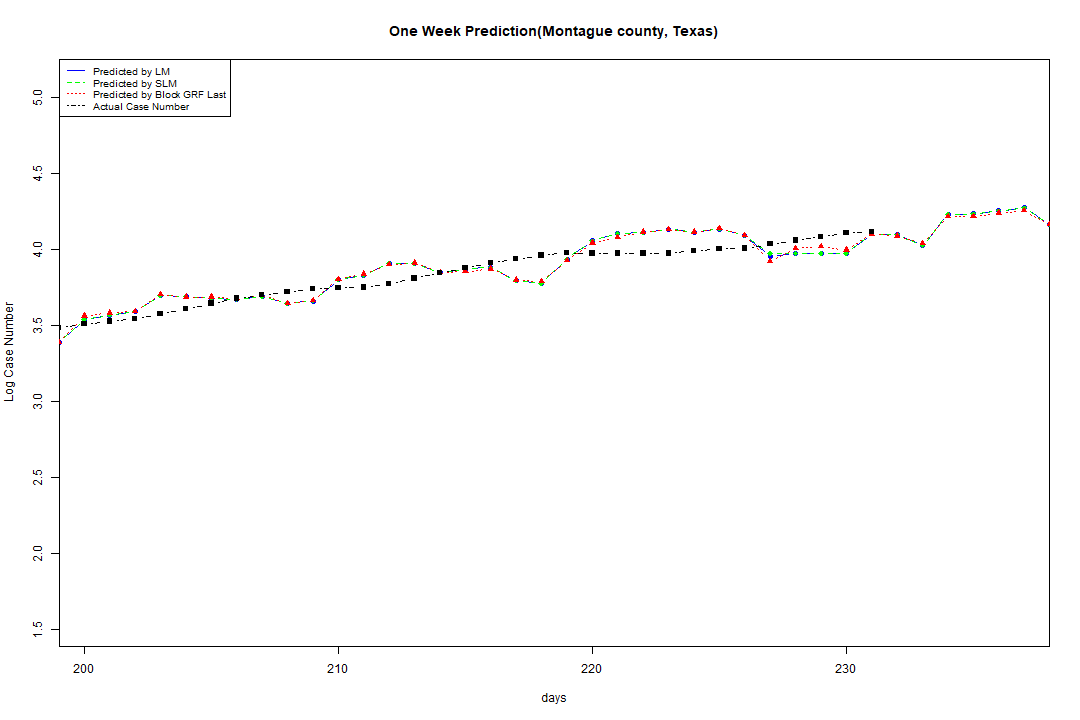 One Week Prediction(Montague county, Texas)
Predicted by LM
Predicted by SLM
Predicted by Block GRF Last
Actual Case Number
5.0
4.5
4.0
3.5
3.0
2.5
2.0
1.5
Log Case Number
200 210 220 230
days